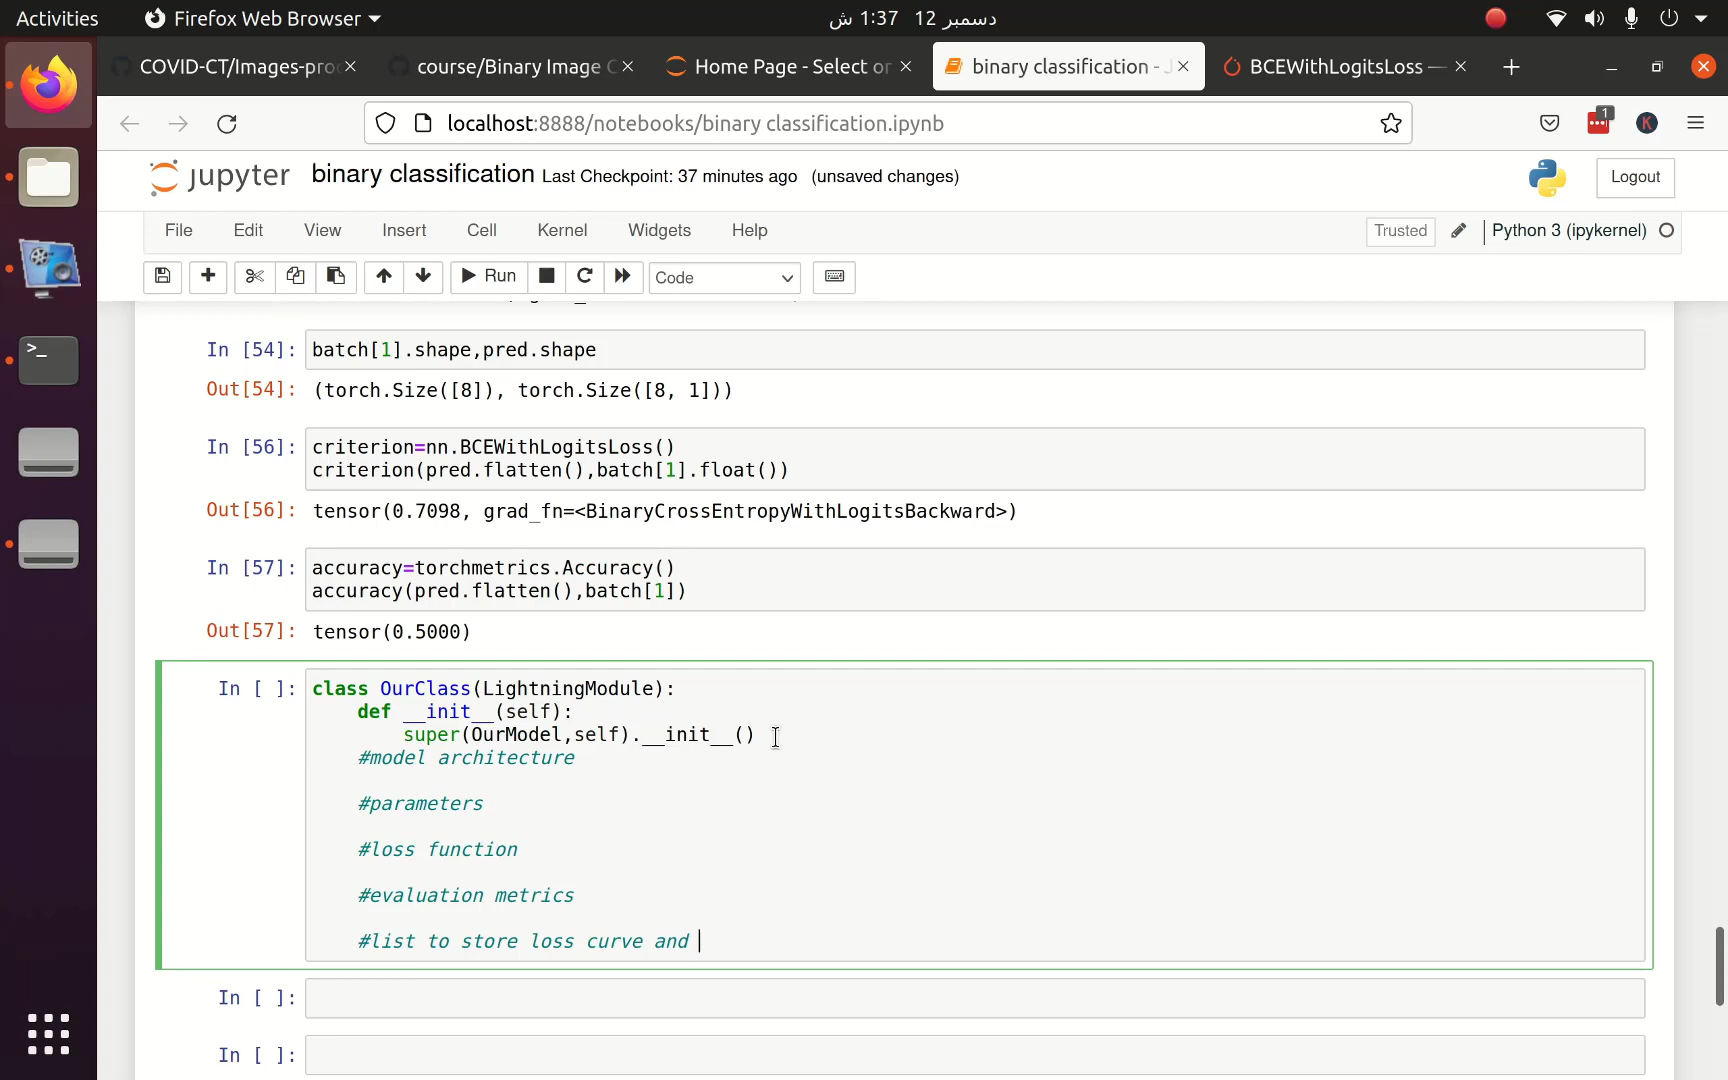 Activities Firefox Web Browser دسمبر 12 1:37 ش
COVID-CT/Images-pro course/Binary Image C Home Page - Select or binary classification - J BCEWithLogitsLoss —
localhost:8888/notebooks/binary classification.ipynb 1 K
jupyter binary classification Last Checkpoint: 37 minutes ago (unsaved changes) Logout
File Edit View Insert Cell Kernel Widgets Help Trusted Python 3 (ipykernel)
Run Code
In [54]: batch[1].shape,pred.shape
Out[54]: (torch.Size([8]), torch.Size([8, 1]))
In [56]: criterion=nn.BCEWithLogitsLoss()
criterion(pred.flatten(),batch[1].float())
Out[56]: tensor(0.7098, grad_fn=<BinaryCrossEntropyWithLogitsBackward>)
In [57]: accuracy=torchmetrics.Accuracy()
accuracy(pred.flatten(),batch[1])
Out[57]: tensor(0.5000)
In [ ]: class OurClass(LightningModule):
def __init__(self):
super(OurModel,self).__init__()
#model architecture
#parameters
#loss function
#evaluation metrics
#list to store loss curve and
In [ ]:
In [ ]: